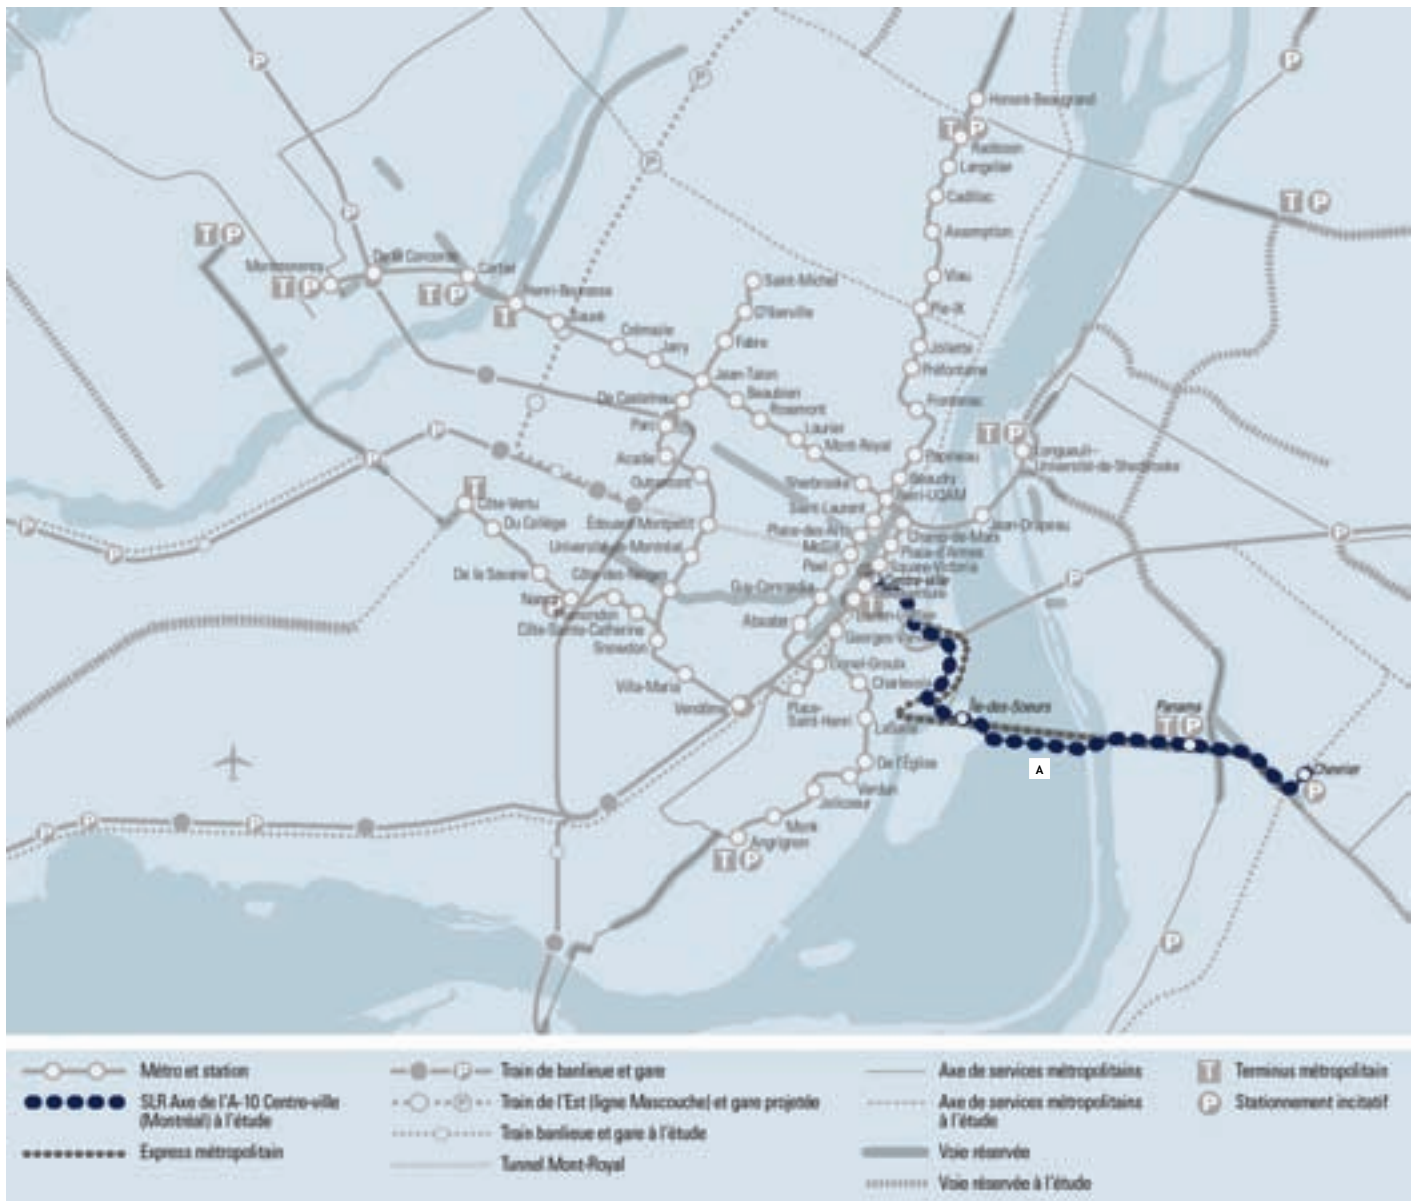 Honoré-Beaugrand
T P
Radisson
Langelier
Cadillac
T P
Assomption
T P
De la Concorde
Montmorency
Cartier
Viau
T P
T P
Henri-Bourassa
Saint-Michel
T
Sauvé
D'Iberville
Pie-IX
Crémazie
Jarry
Fabre
Joliette
Préfontaine
Jean-Talon
De Castelnau
Beaubien
Rosemont
Frontenac
Parc
Laurier
Mont-Royal
T P
Longueuil–
Université-de-Sherbrooke
Acadie
Papineau
Outremont
Sherbrooke
Beaudry
Berri-UQAM
T
Côte-Vertu
Saint-Laurent
Du Collège
Édouard-Montpetit
Place-des-Arts
Jean-Drapeau
Champ-de-Mars
Université-de-Montréal
McGill
Place-d'Armes
Peel
Square-Victoria
De la Savane
Côte-des-Neiges
Guy-Concordia
Centre-ville
Namur
Plamondon
Atwater
Côte-Sainte-Catherine
Georges-Vanier
Snowdon
Lionel-Groulx
Villa-Maria
Charlevoix
Vendôme
Place-
Saint-Henri
LaSalle
Île-des-Soeurs
Panama
T P
De l'Église
A
Chevrier
P
Verdun
Jolicoeur
Monk
Angrignon
T P
Métro et station
SLR Axe de l'A-10 Centre-ville
(Montréal) à l'étude
Express métropolitain
Train de banlieue et gare
Train de l'Est (ligne Mascouche) et gare projetée
Train banlieue et gare à l'étude
Tunnel Mont-Royal
Axe de services métropolitains
Axe de services métropolitains
à l'étude
Voie réservée
Voie réservée à l'étude
T Terminus métropolitain
P Stationnement incitatif